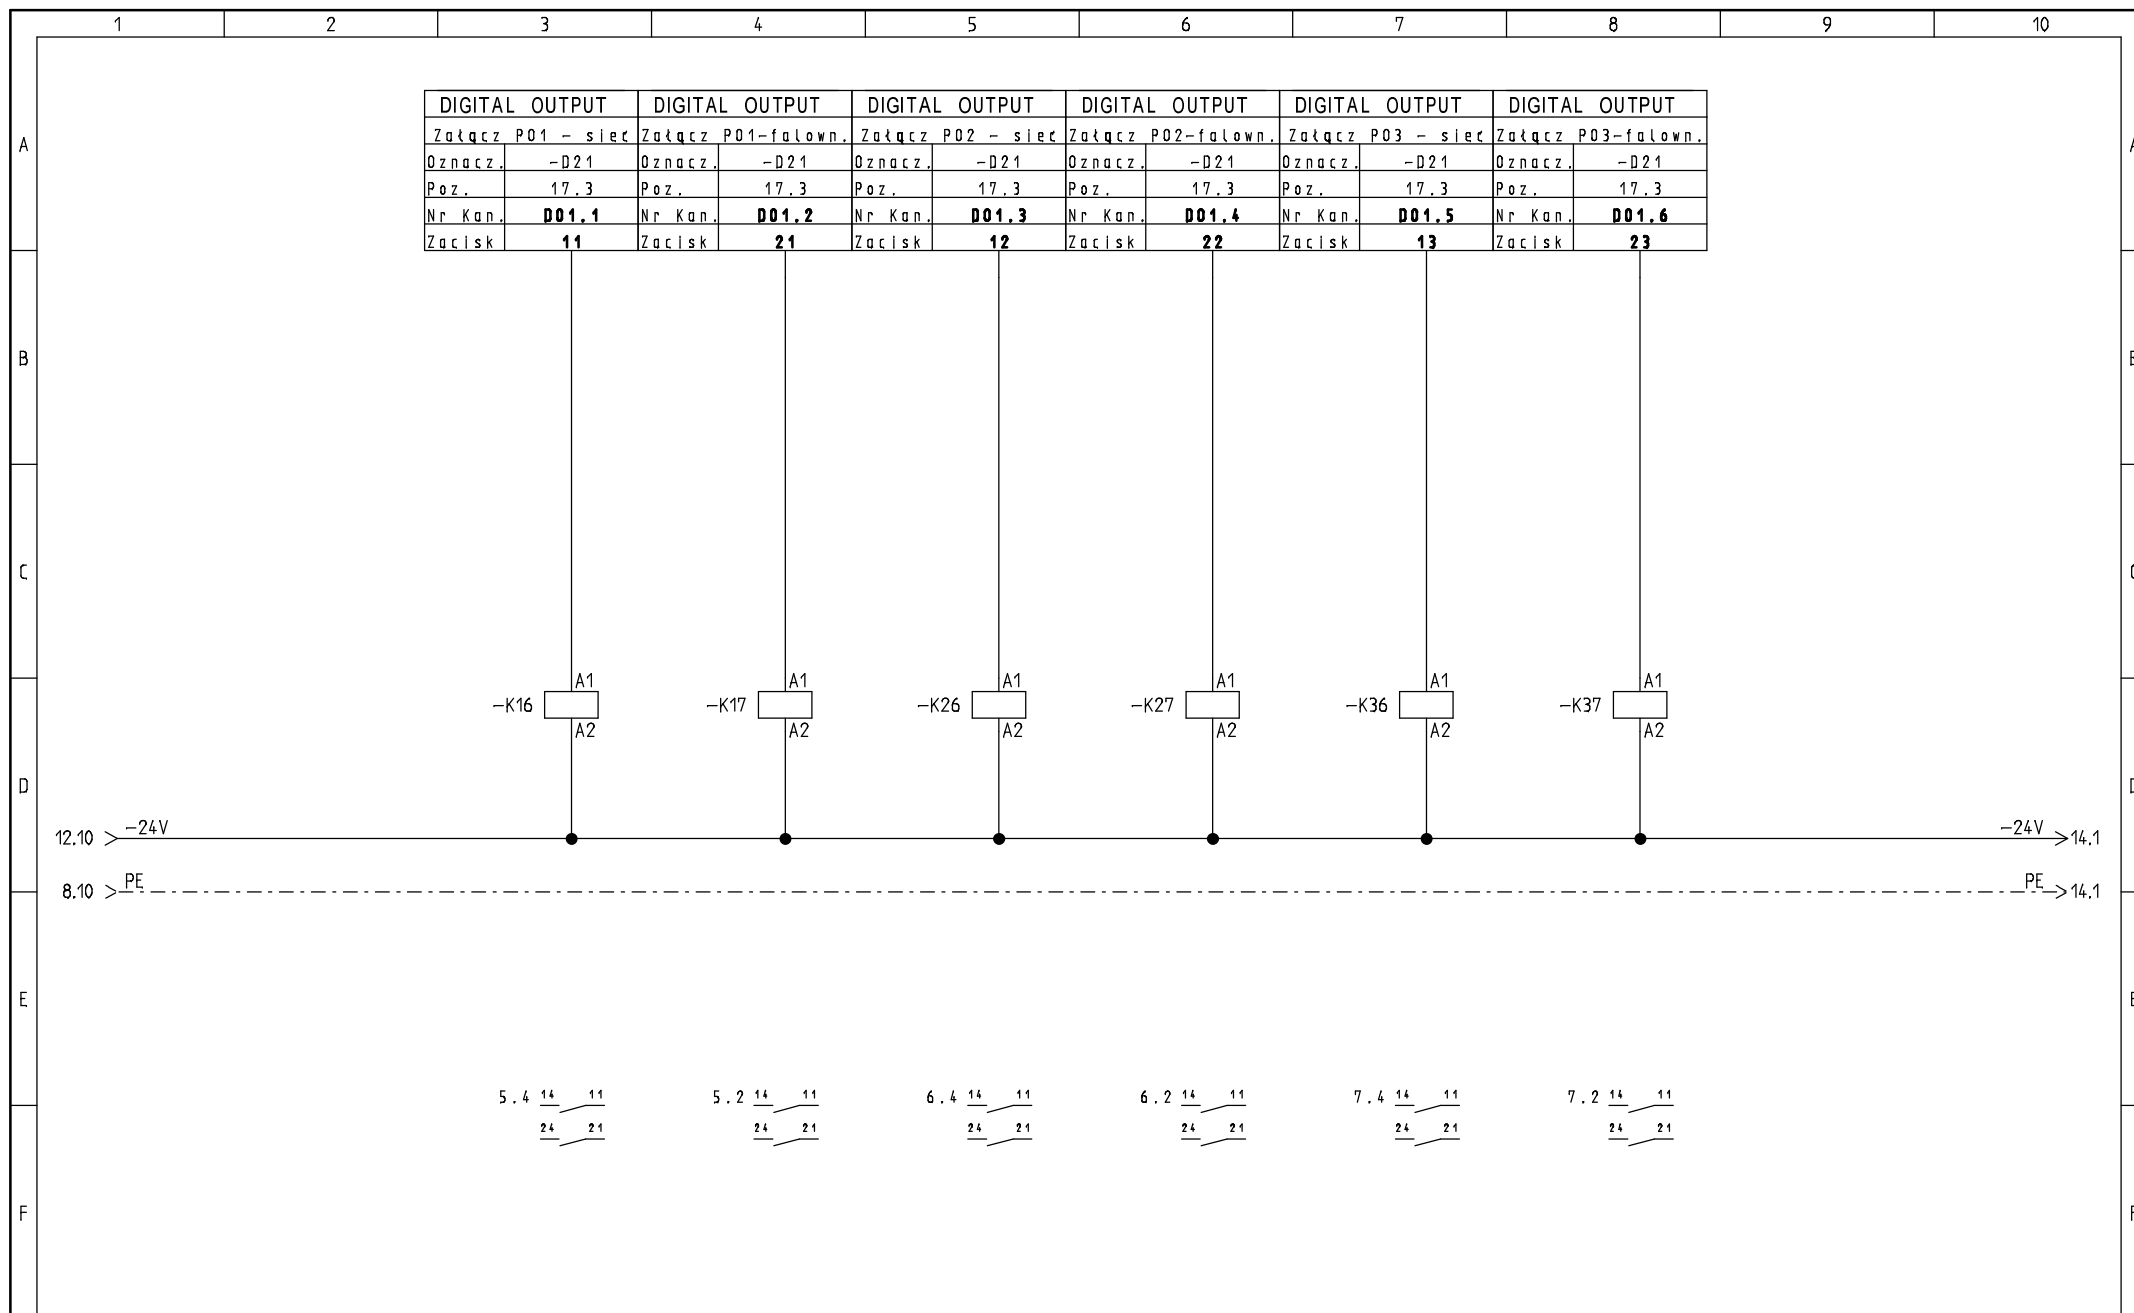 1 2 3 4 5 6 7 8 9 10
DIGITAL OUTPUT DIGITAL OUTPUT DIGITAL OUTPUT DIGITAL OUTPUT DIGITAL OUTPUT DIGITAL OUTPUT
Załącz P01 - sieć Załącz P01-falown. Załącz P02 - sieć Załącz P02-falown. Załącz P03 - sieć Załącz P03-falown.
A A
Oznacz. -D21 Oznacz. -D21 Oznacz. -D21 Oznacz. -D21 Oznacz. -D21 Oznacz. -D21
Poz. 17.3 Poz. 17.3 Poz. 17.3 Poz. 17.3 Poz. 17.3 Poz. 17.3
Nr Kan. DO1.1 Nr Kan. DO1.2 Nr Kan. DO1.3 Nr Kan. DO1.4 Nr Kan. DO1.5 Nr Kan. DO1.6
Zacisk 11 Zacisk 21 Zacisk 12 Zacisk 22 Zacisk 13 Zacisk 23
B B
C C
A1 A1 A1 A1 A1 A1
-K16 -K17 -K26 -K27 -K36 -K37
A2 A2 A2 A2 A2 A2
D D
-24V -24V
12.10 14.1
PE PE
8.10 14.1
E E
5.4 14 11 5.2 14 11 6.4 14 11 6.2 14 11 7.4 14 11 7.2 14 11
24 21 24 21 24 21 24 21 24 21 24 21
F F